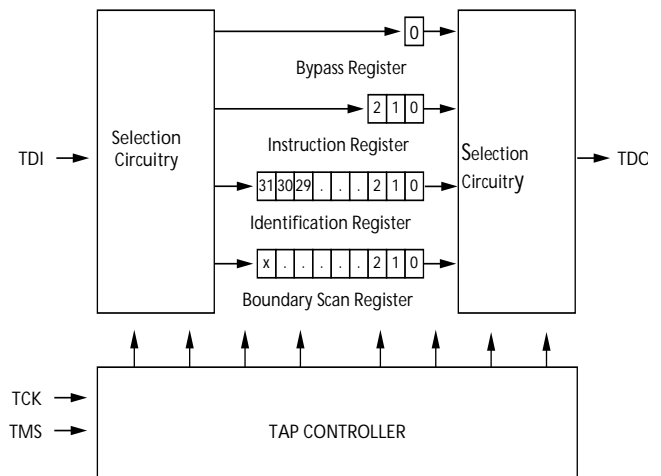 0
Bypass Register
2 1 0
Selection
Circuitry
Instruction Register
Selection
Circuitry
TDI
TDO
31 30 29 . . . 2 1 0
Identification Register
x . . . . . 2 1 0
Boundary Scan Register
TCK
TMS
TAP CONTROLLER